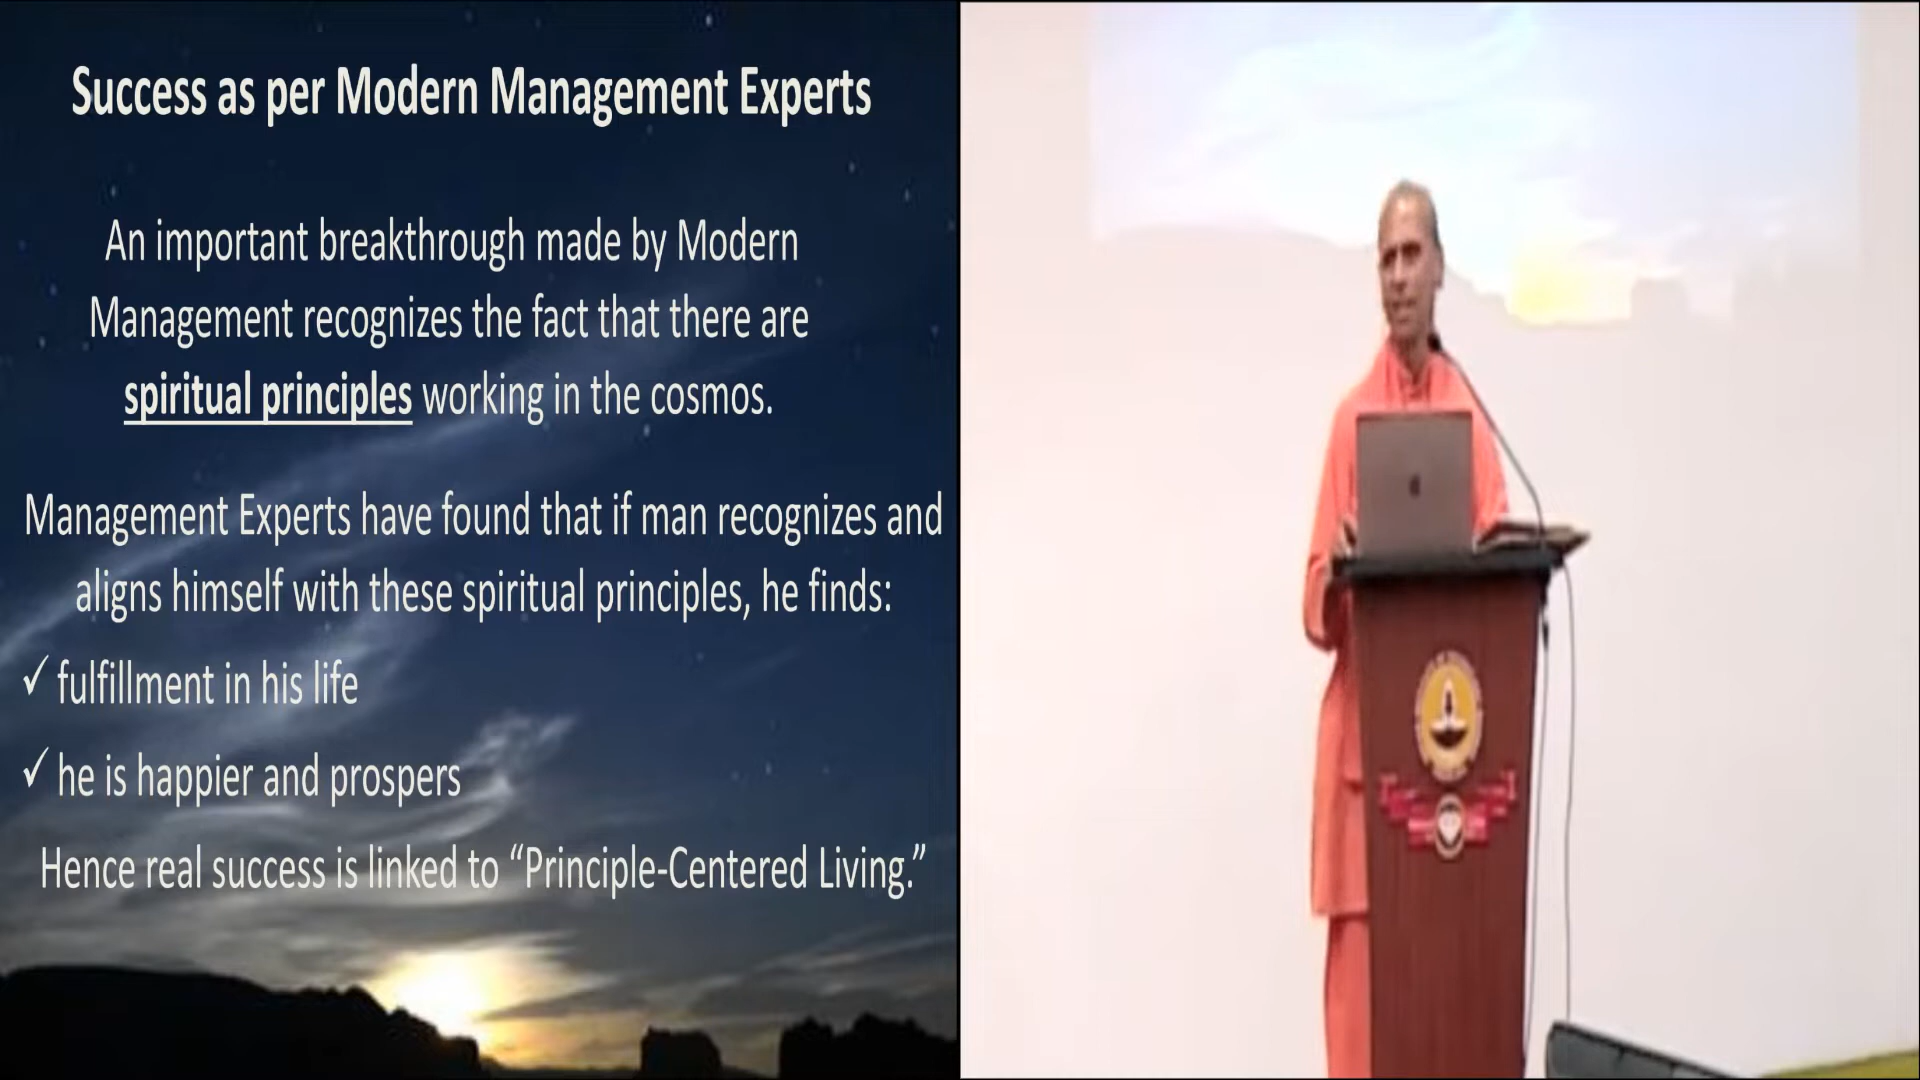 Success as per Modern Management Experts
An important breakthrough made by Modern
Management recognizes the fact that there are
spiritual principles working in the cosmos.
Management Experts have found that if man recognizes and
aligns himself with these spiritual principles, he finds:
✓ fulfillment in his life
✓ he is happier and prospers
Hence real success is linked to “Principle-Centered Living.”